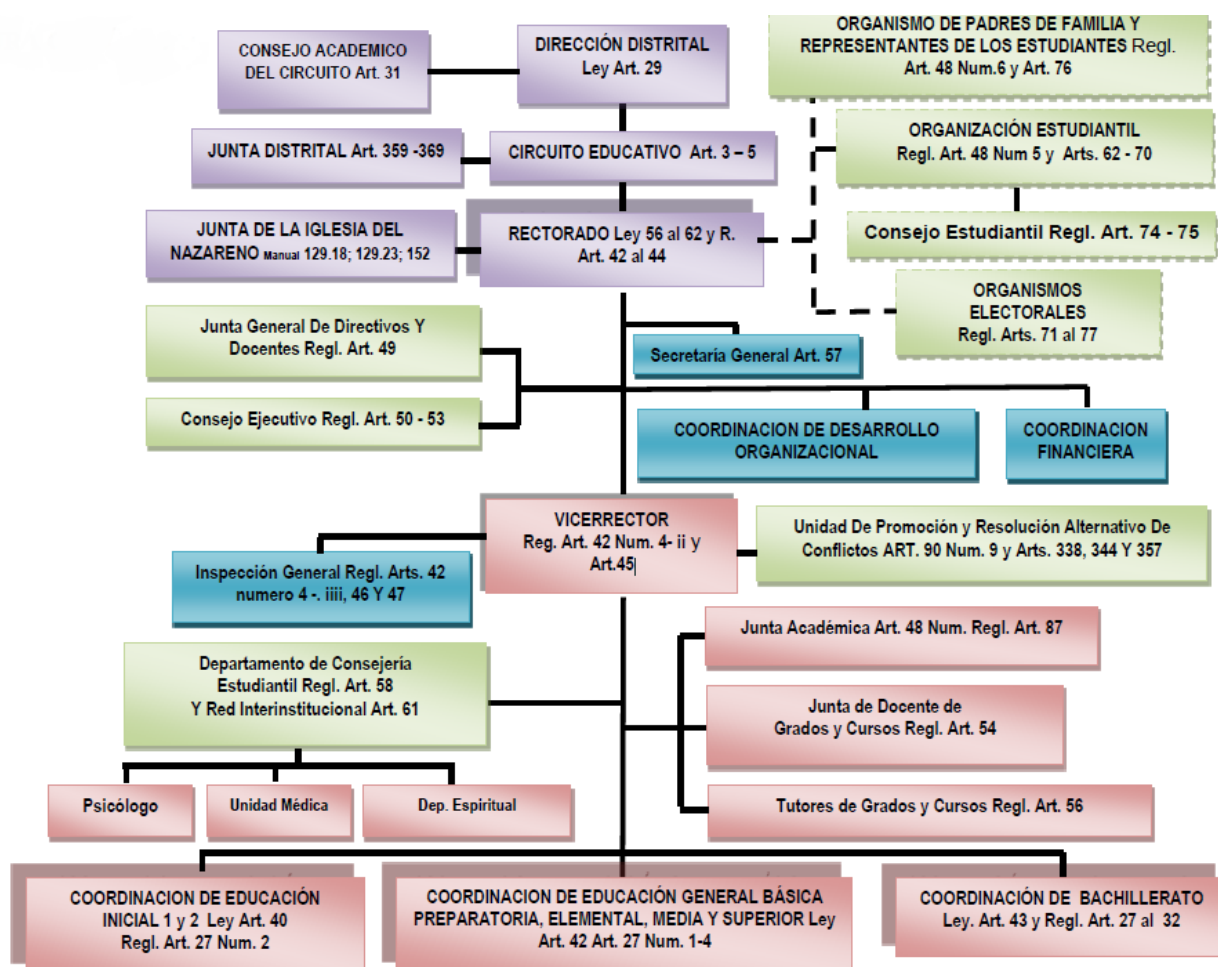 ORGANISMO DE PADRES DE FAMILIA Y
REPRESENTANTES DE LOS ESTUDIANTES Regl.
Art. 48 Num.6 y Art. 76
CONSEJO ACADEMICO
DEL CIRCUITO Art. 31
DIRECCIÓN DISTRITAL
Ley Art. 29
ORGANIZACIÓN ESTUDIANTIL
Regl. Art. 48 Num 5 y Arts. 62 - 70
JUNTA DISTRITAL Art. 359 -369
CIRCUITO EDUCATIVO Art. 3 – 5
JUNTA DE LA IGLESIA DEL
NAZARENO Manual 129.18; 129.23; 152
RECTORADO Ley 56 al 62 y R.
Art. 42 al 44
Consejo Estudiantil Regl. Art. 74 - 75
ORGANISMOS
ELECTORALES
Regl. Arts. 71 al 77
Junta General De Directivos Y
Docentes Regl. Art. 49
Secretaría General Art. 57
Consejo Ejecutivo Regl. Art. 50 - 53
COORDINACION DE DESARROLLO
ORGANIZACIONAL
COORDINACION
FINANCIERA
VICERRECTOR
Reg. Art. 42 Num. 4- ii y
Art.45
Unidad De Promoción y Resolución Alternativo De
Conflictos ART. 90 Num. 9 y Arts. 338, 344 Y 357
Inspección General Regl. Arts. 42
numero 4 -. iiii, 46 Y 47
Junta Académica Art. 48 Num. Regl. Art. 87
Departamento de Consejería
Estudiantil Regl. Art. 58
Y Red Interinstitucional Art. 61
Junta de Docente de
Grados y Cursos Regl. Art. 54
Psicólogo
Unidad Médica
Dep. Espiritual
Tutores de Grados y Cursos Regl. Art. 56
COORDINACION DE EDUCACIÓN
INICIAL 1 y 2 Ley Art. 40
Regl. Art. 27 Num. 2
COORDINACION DE EDUCACIÓN GENERAL BÁSICA
PREPARATORIA, ELEMENTAL, MEDIA Y SUPERIOR Ley
Art. 42 Art. 27 Num. 1-4
COORDINACIÓN DE BACHILLERATO
Ley. Art. 43 y Regl. Art. 27 al 32